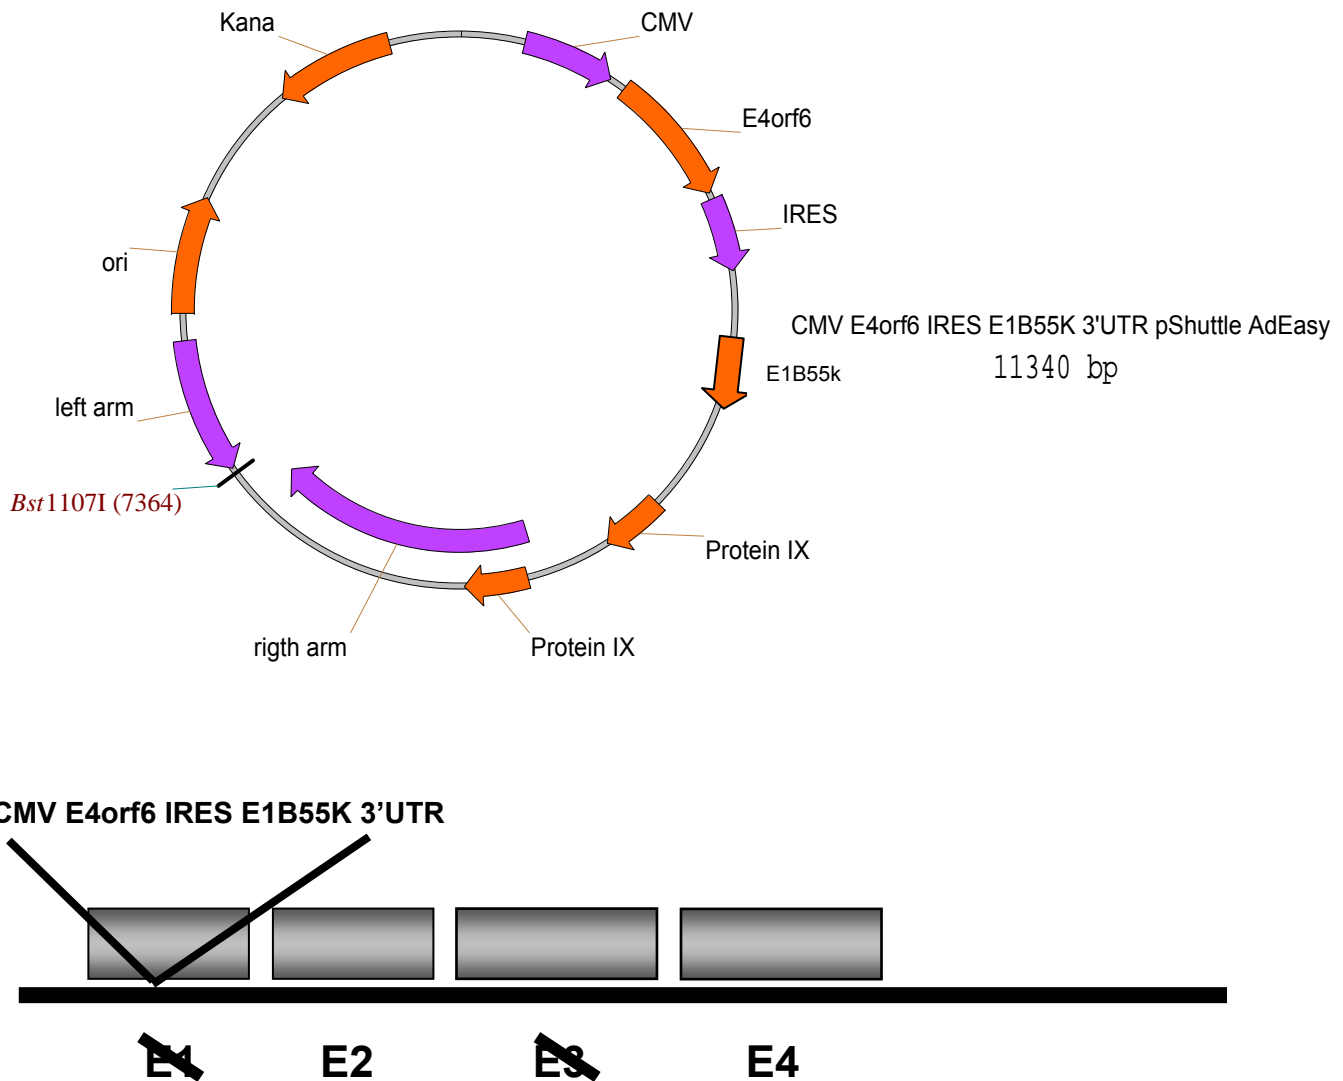 Kana
CMV
E4orf6
IRES
ori
CMV E4orf6 IRES E1B55K 3'UTR pShuttle AdEasy
11340 bp
E1B55k
left arm
Bst1107I (7364)
Protein IX
rigth arm
Protein IX
CMV E4orf6 IRES E1B55K 3’UTR
E1 E2 E3 E4